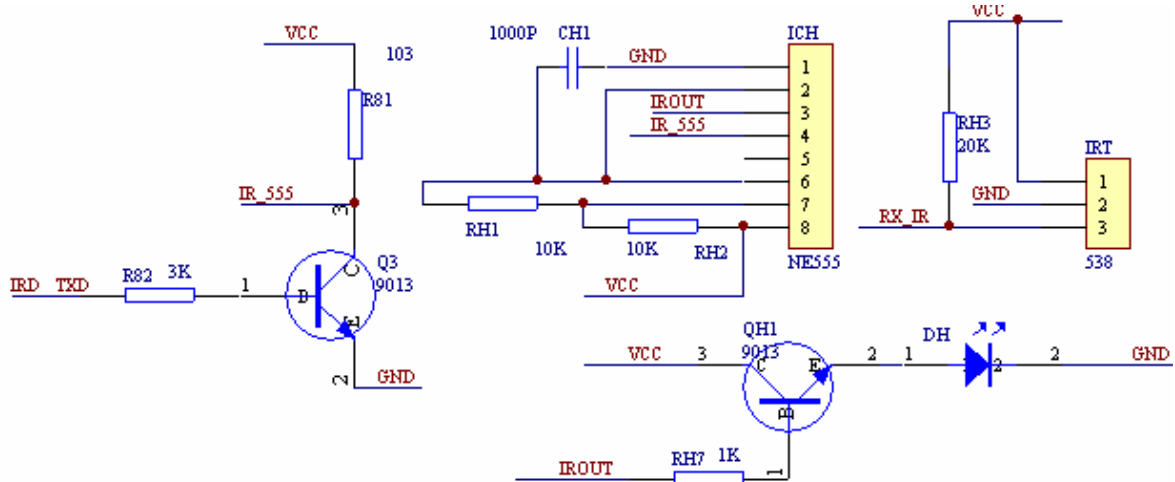 VCC
103
R81
IR_555
3
C
Q3
9013
IRD TXD
R82
3K
1
B
E
2
GND
1000P
CH1
ICH
GND
1
2
IROUT
3
IR_555
4
5
6
7
8
RH1
10K
10K
RH2
NE555
VCC
VCC
RH3
20K
IRT
1
GND
2
RX_IR
3
538
QH1
9013
VCC
3
C
E
2
1
DH
2
2
GND
B
1
IROUT
RH7
1K